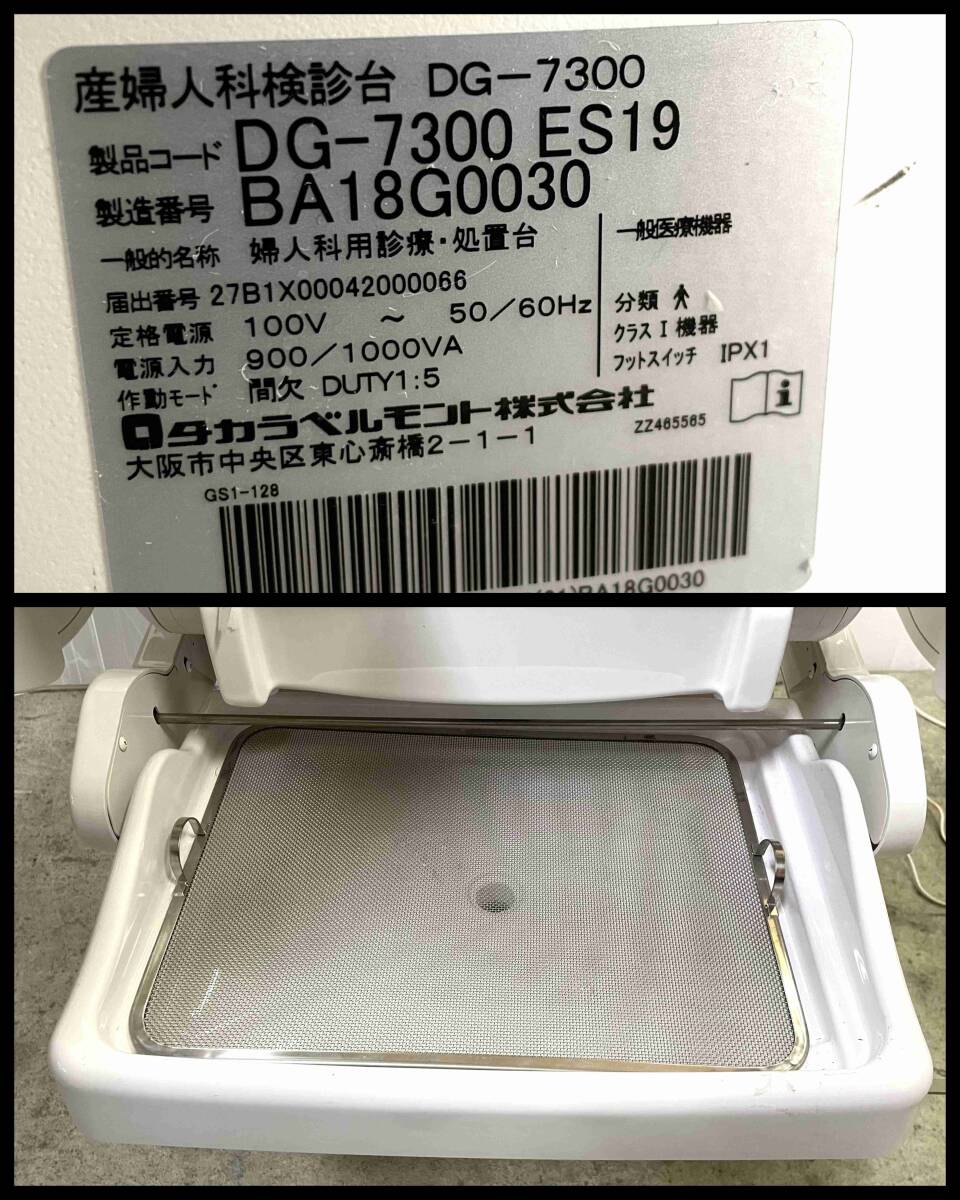 産婦人科検診台 DG-7300
製品コード DG-7300 ES19
製造番号 BA18G0030
一般的名称 婦人科用診療・処置台
届出番号 27B1X00042000066
定格電源 100V ～ 50/60Hz
電源入力 900/1000VA
作動モード 間欠 DUTY1:5
一般医療機器
分類
クラス I 機器
フットスイッチ IPX1
タカラベルモント株式会社
ZZ465565
大阪市中央区東心斎橋2-1-1
GS1-128
BA18G0030